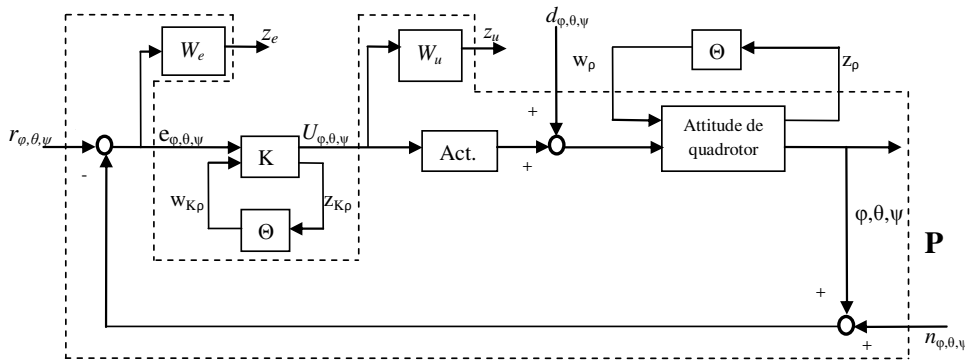 W_e
z_e
W_u
z_u
d_φ,θ,ψ
w_ρ
Θ
z_ρ
r_φ,θ,ψ
-
e_φ,θ,ψ
K
U_φ,θ,ψ
Act.
+
+
Attitude de
quadrotor
w_Kρ
Θ
z_Kρ
φ,θ,ψ
P
+
+
n_φ,θ,ψ